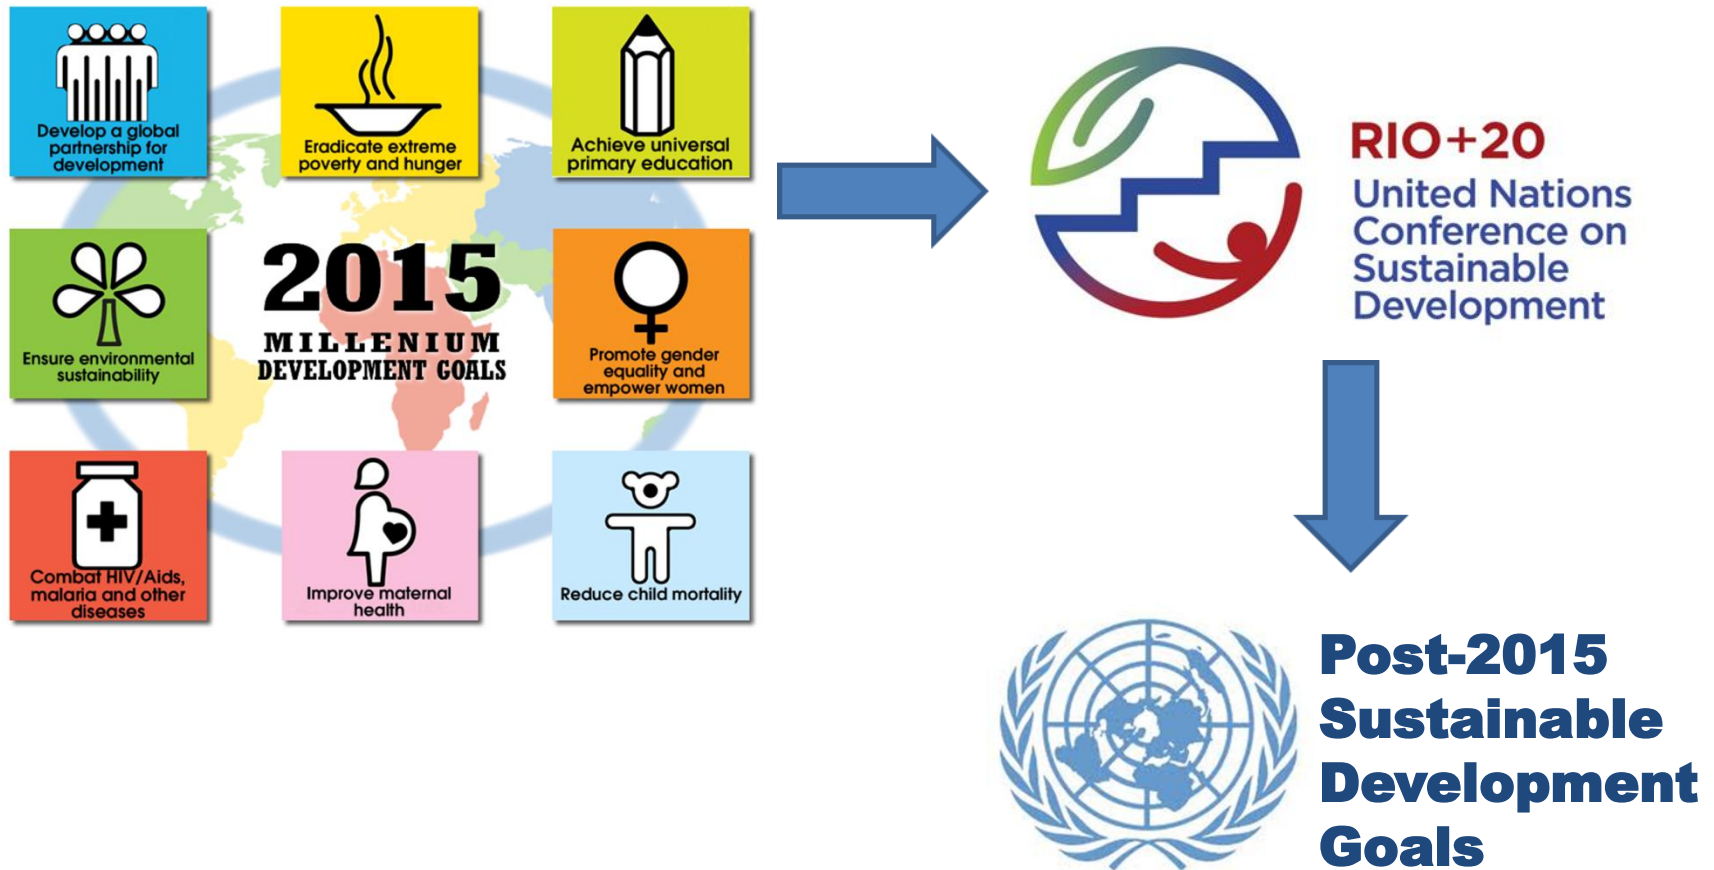 Develop a global
partnership for
development
Eradicate extreme
poverty and hunger
Achieve universal
primary education
Ensure environmental
sustainability
2015
MILLENIUM
DEVELOPMENT GOALS
Promote gender
equality and
empower women
Combat HIV/Aids,
malaria and other
diseases
Improve maternal
health
Reduce child mortality
RIO+20
United Nations
Conference on
Sustainable
Development
Post-2015
Sustainable
Development
Goals